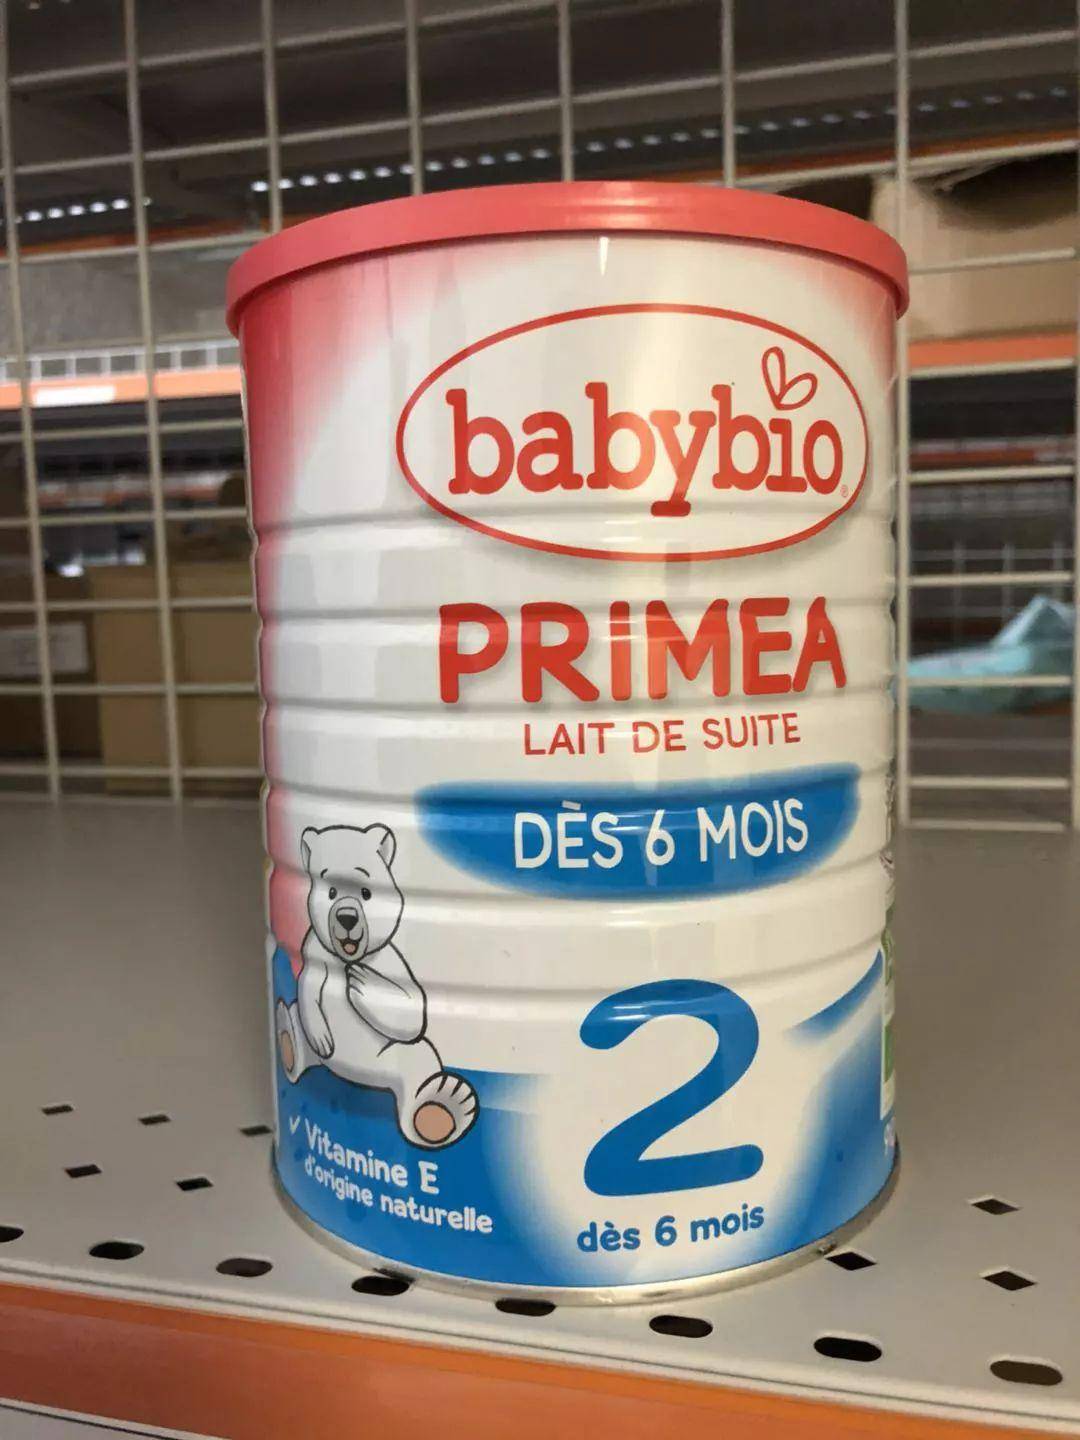 babybio
PRIMEA
LAIT DE SUITE
DÈS 6 MOIS
2
dès 6 mois
✓ Vitamine E
d'origine naturelle